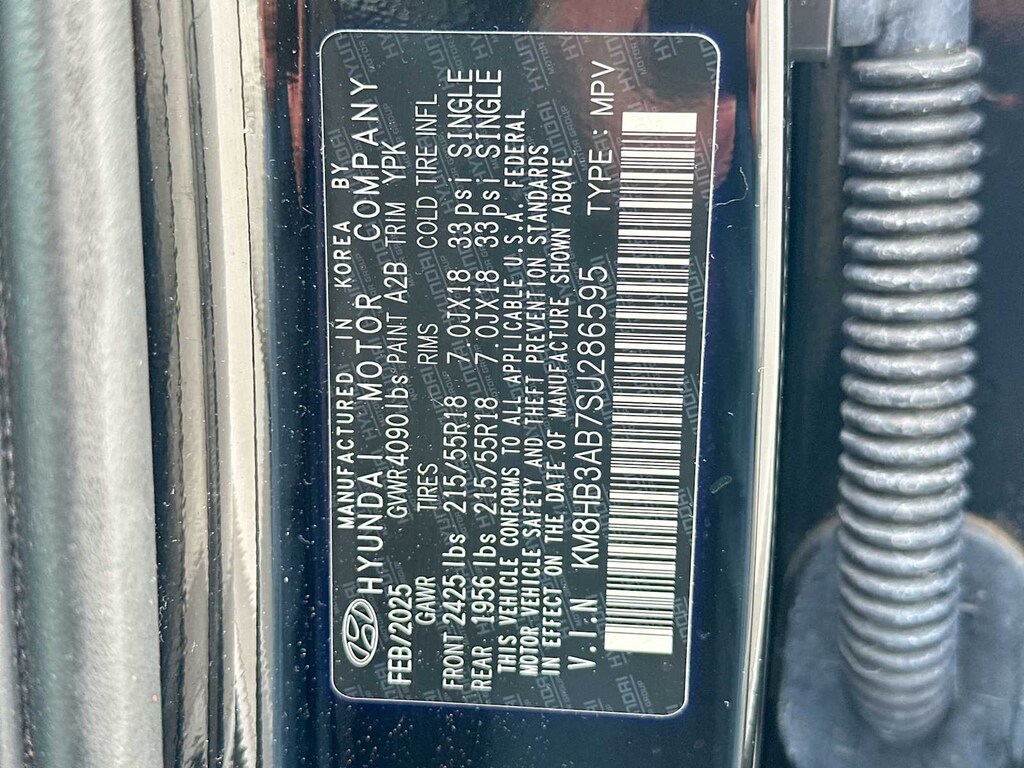 MANUFACTURED IN KOREA BY
HYUNDAI MOTOR COMPANY
FEB/2025 GVWR 4090 lbs PAINT A2B TRIM YPK
GAWR TIRES RIMS COLD TIRE INFL
FRONT 2425 lbs 215/55R18 7.0JX18 33psi SINGLE
REAR 1956 lbs 215/55R18 7.0JX18 33psi SINGLE
THIS VEHICLE CONFORMS TO ALL APPLICABLE U.S.A. FEDERAL
MOTOR VEHICLE SAFETY AND THEFT PREVENTION STANDARDS
IN EFFECT ON THE DATE OF MANUFACTURE SHOWN ABOVE
V.I.N KM8HB3AB7SU286595 TYPE: MPV